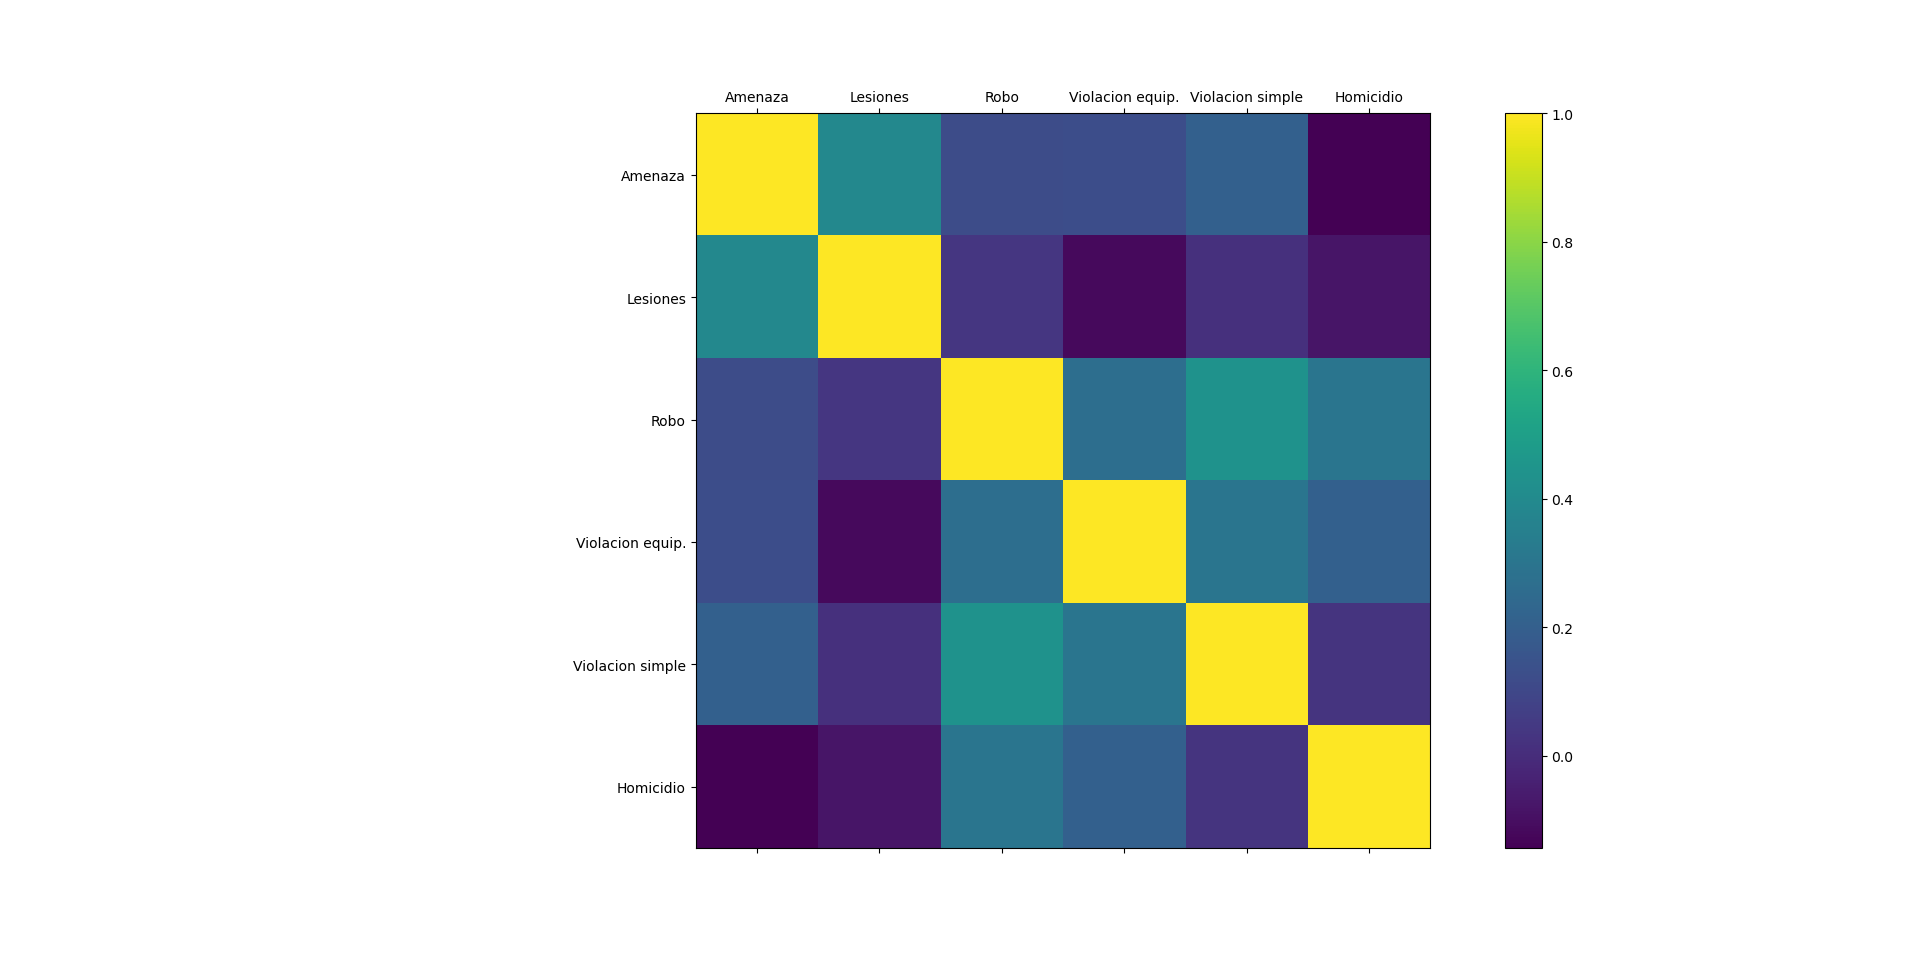 Amenaza Lesiones Robo Violacion equip. Violacion simple Homicidio
Amenaza
Lesiones
Robo
Violacion equip.
Violacion simple
Homicidio
1.0
0.8
0.6
0.4
0.2
0.0